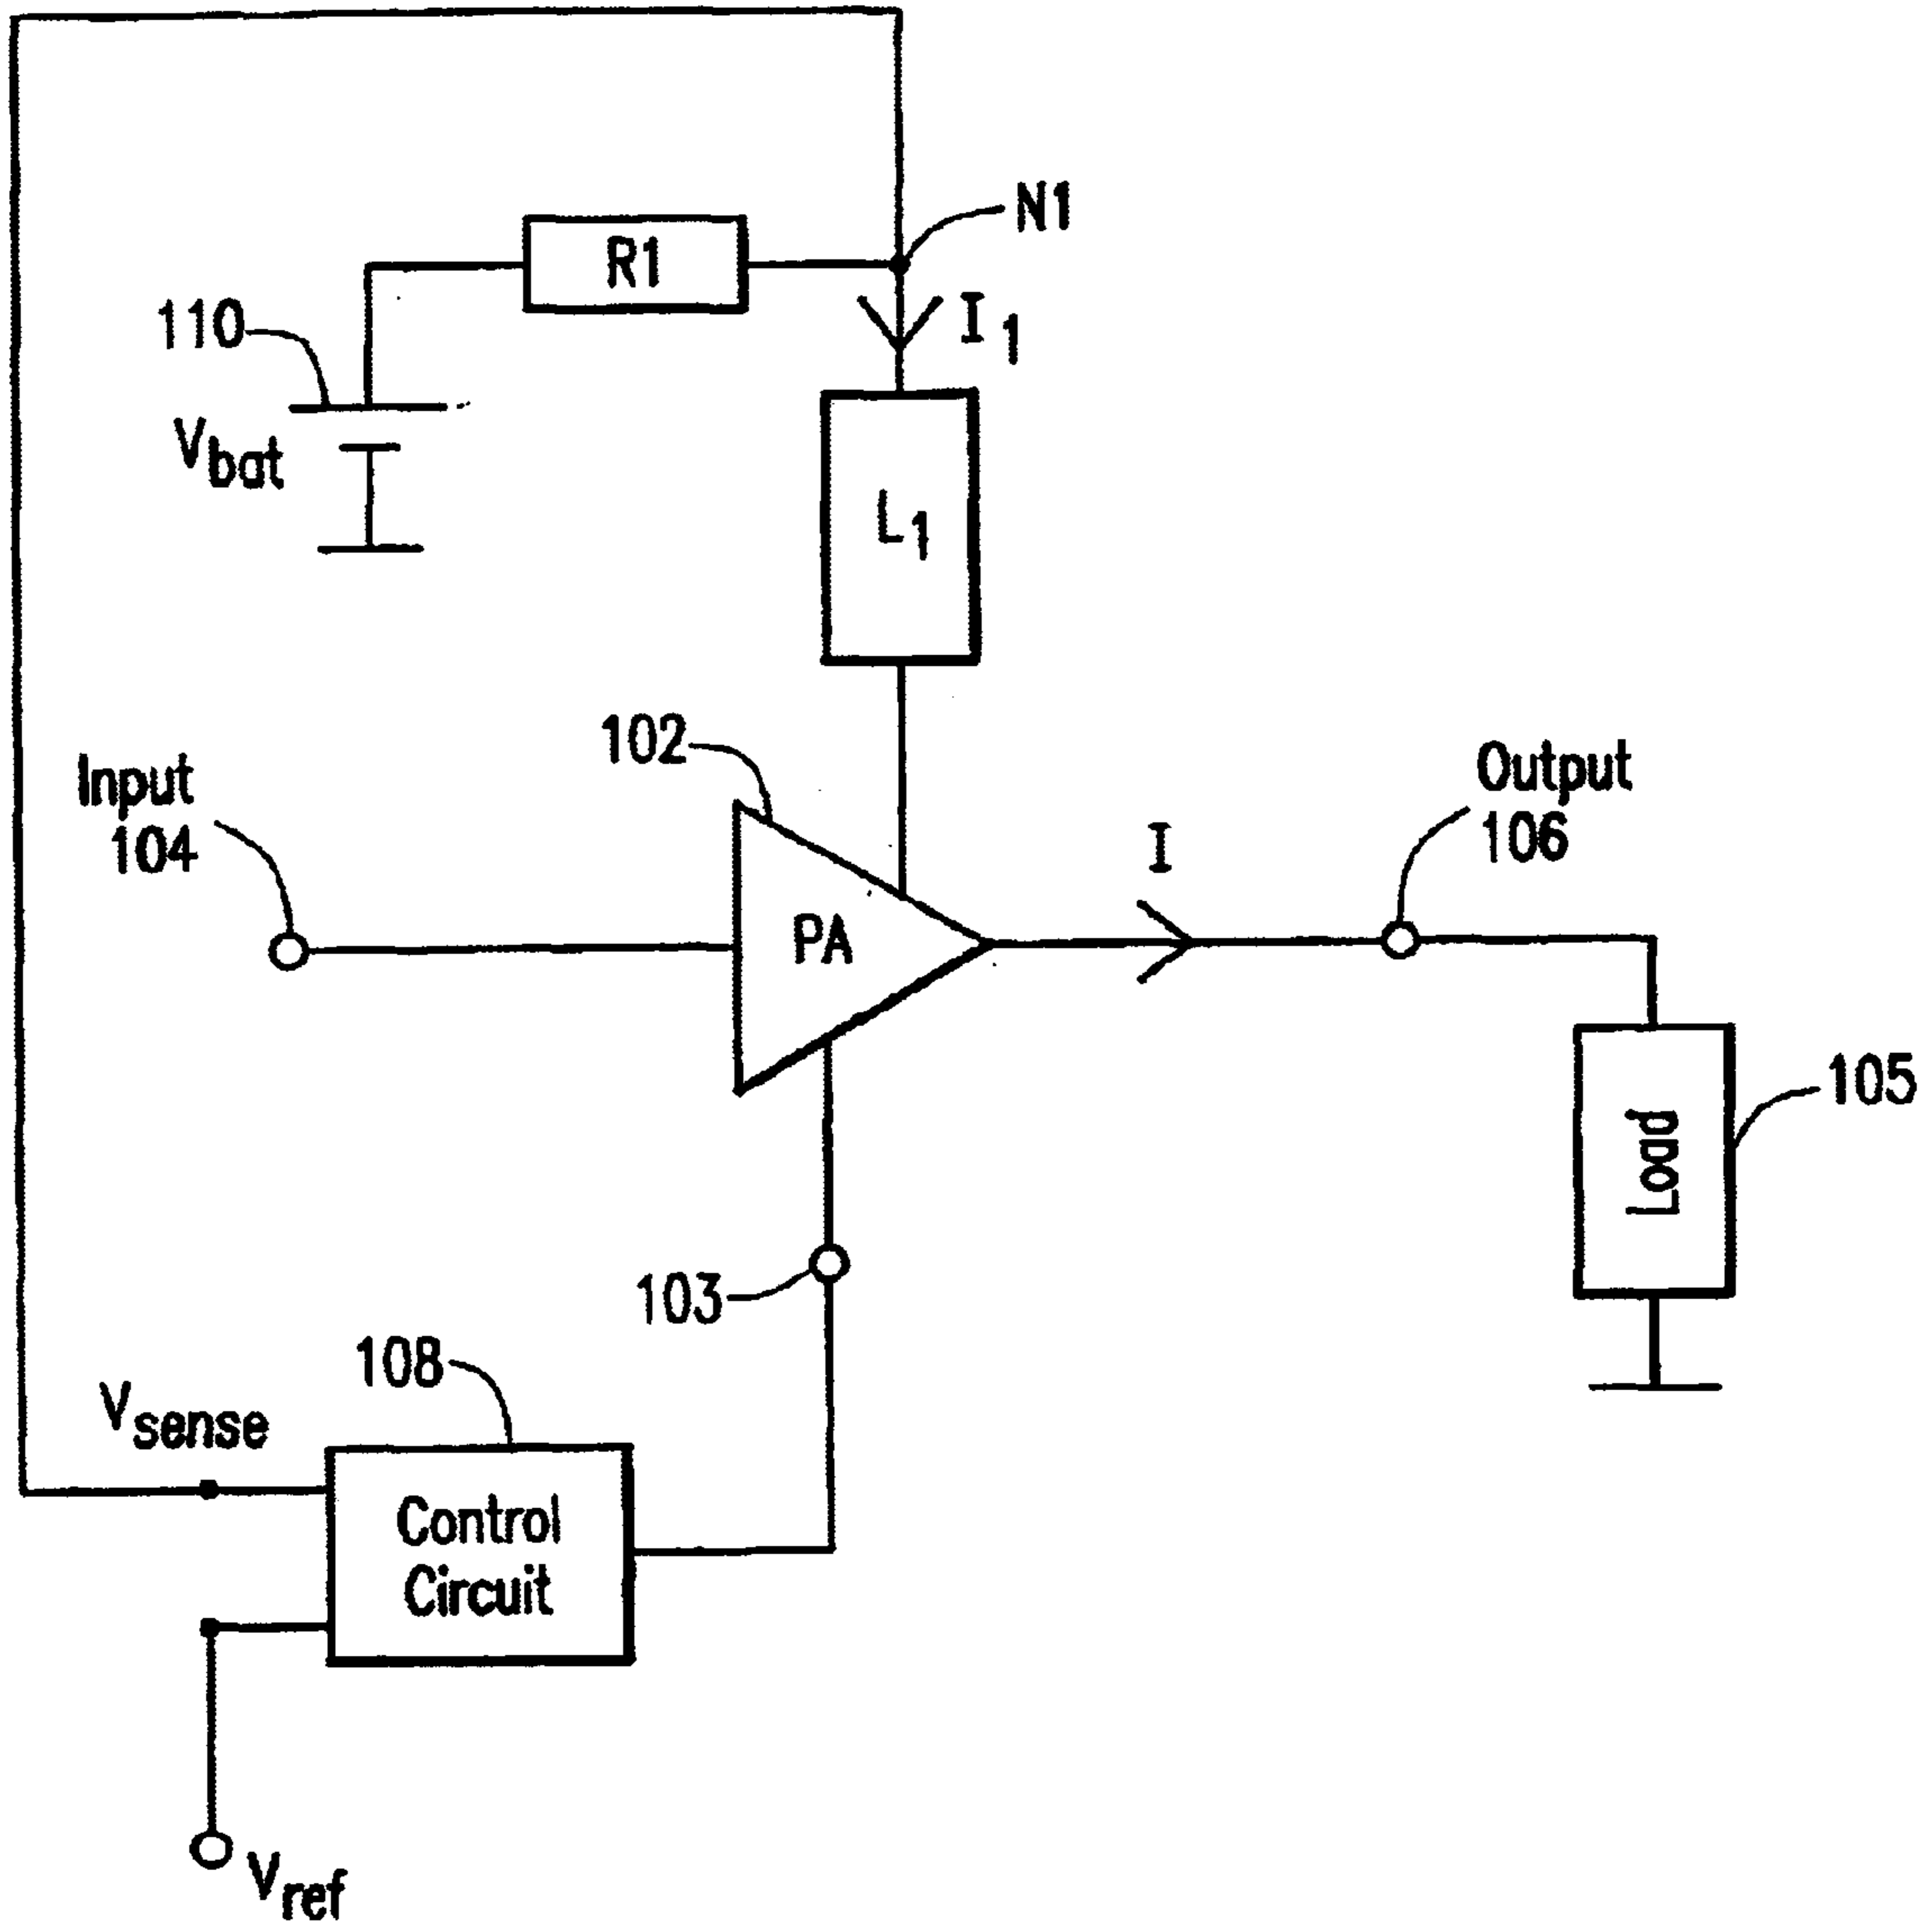 N1
R1
I1
110
Vbat
L1
102
Input
104
Output
106
I
PA
105
Load
103
108
Vsense
Control
Circuit
Vref